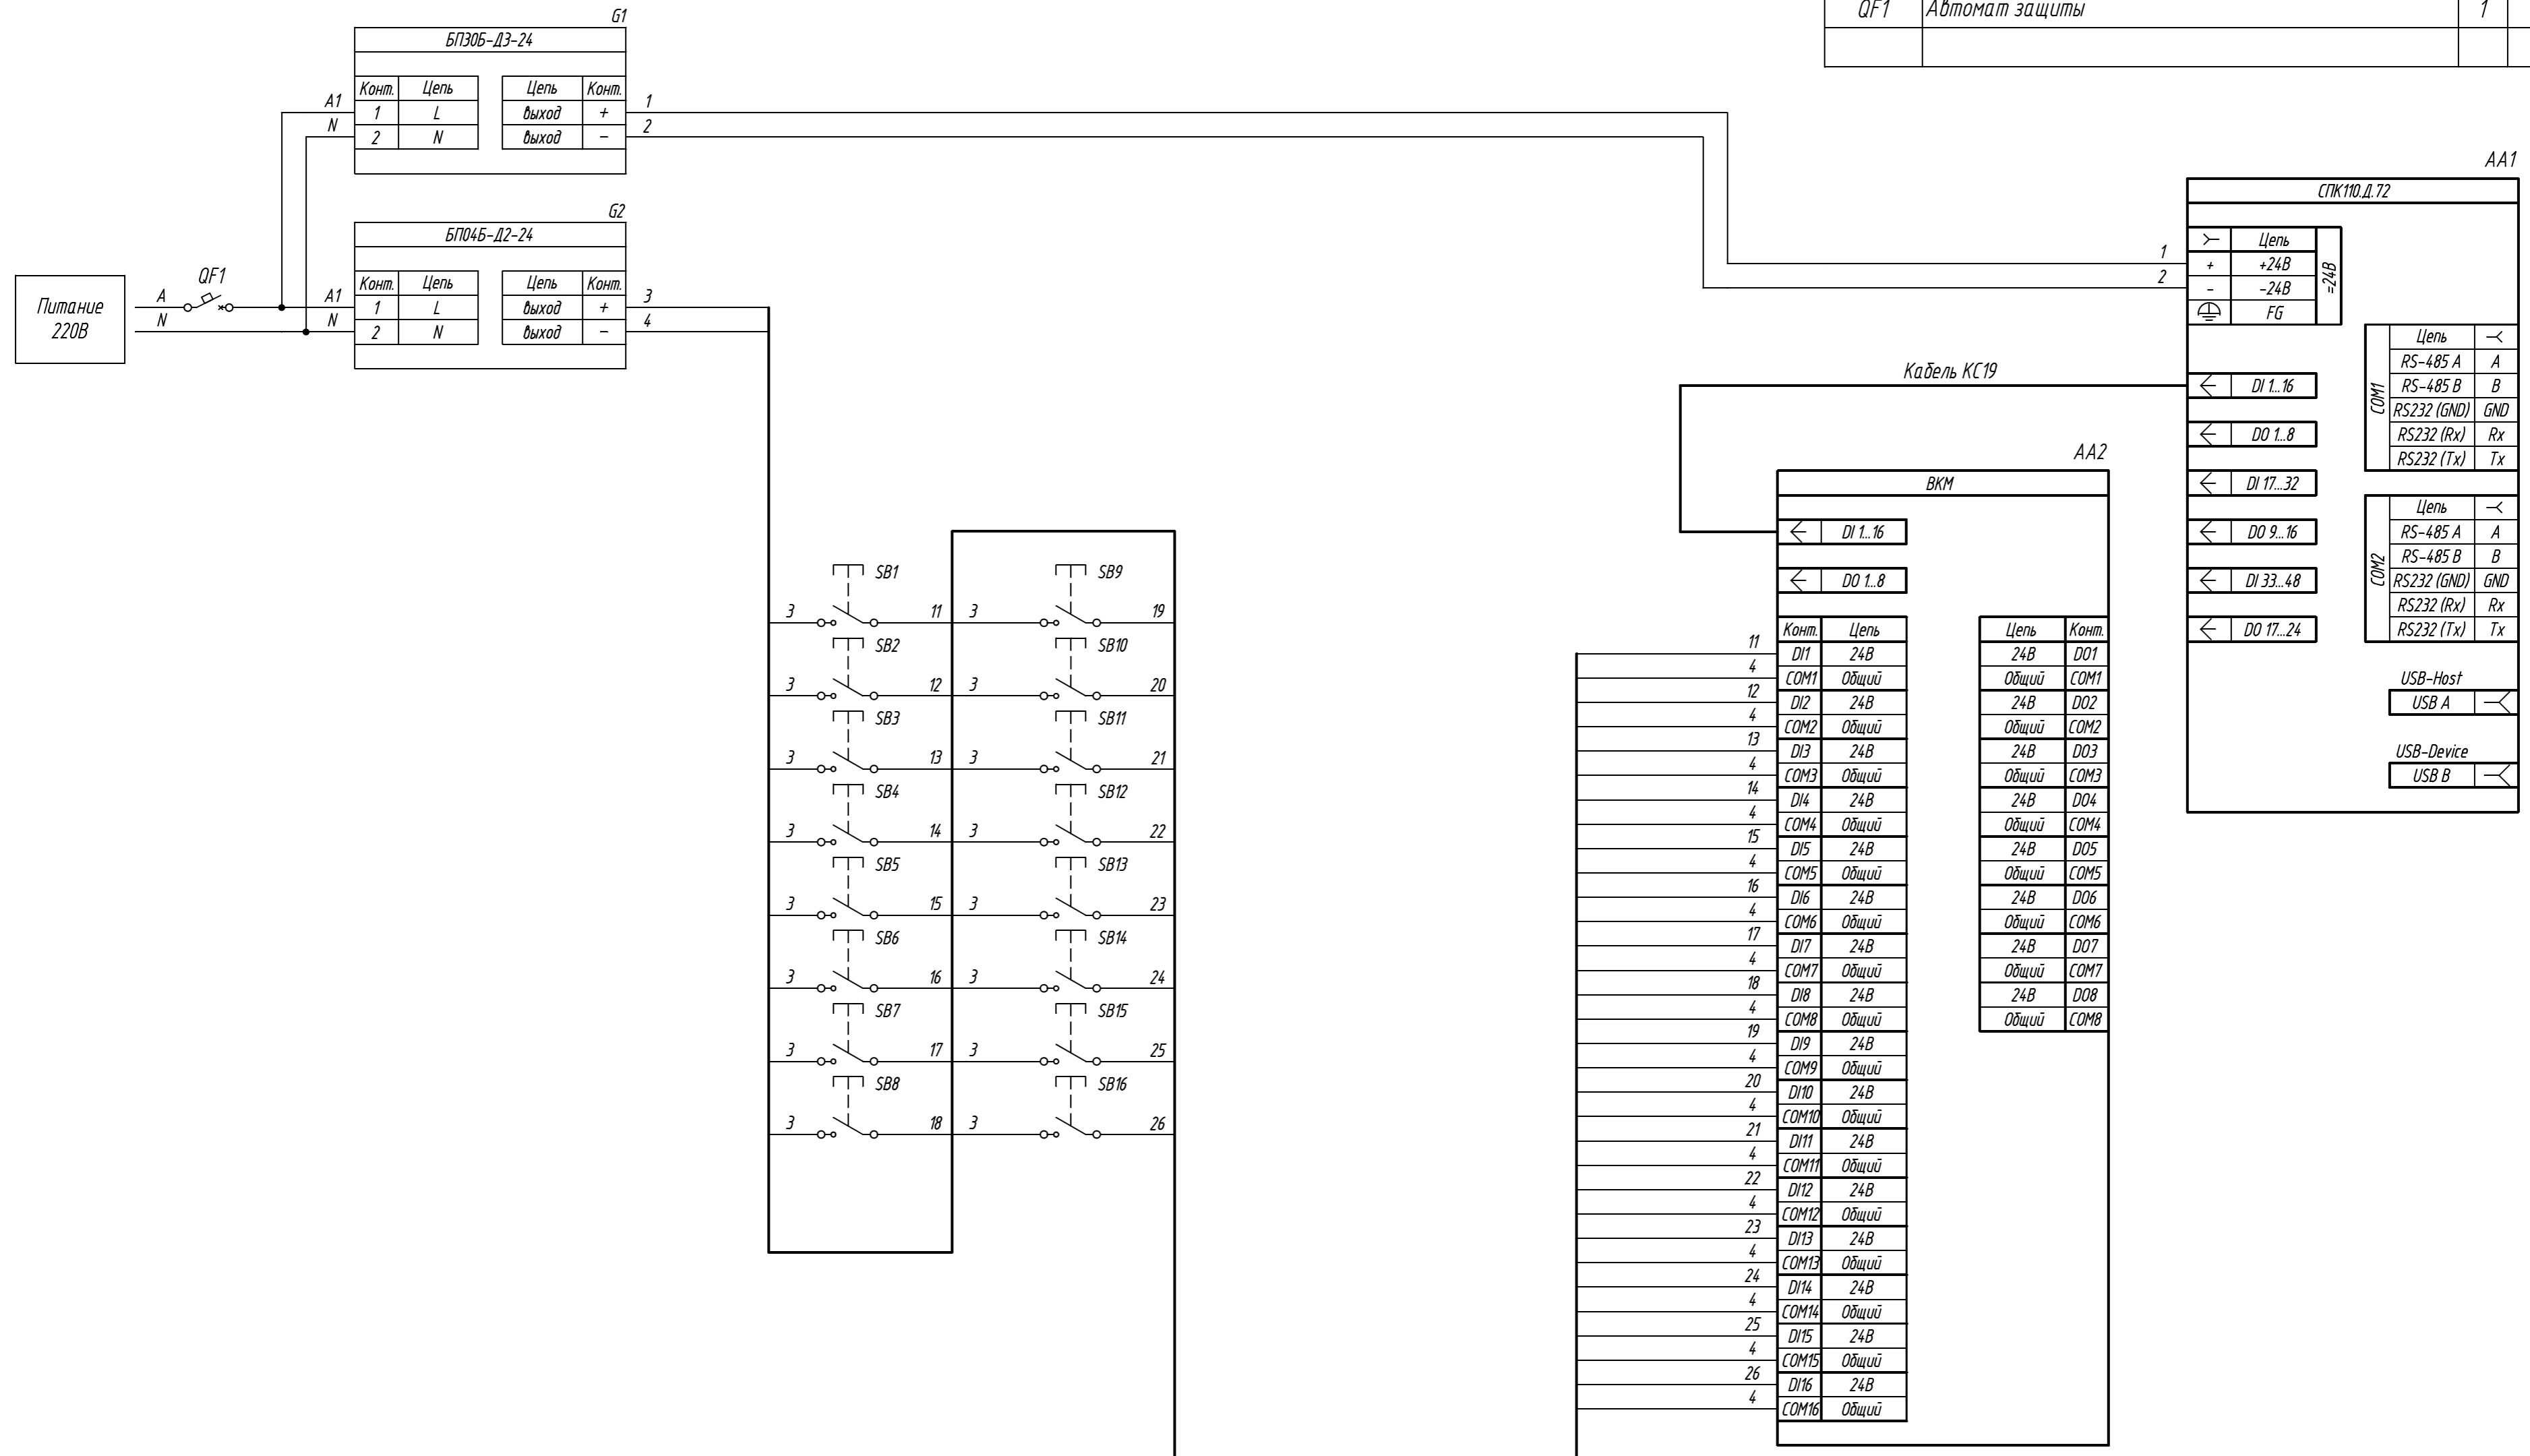 QF1 Автомат защиты 1
G1
БП30Б-Д3-24
Конт. Цепь Цепь Конт.
A1 1 L выход + 1
N 2 N выход - 2
G2
БП04Б-Д2-24
Конт. Цепь Цепь Конт.
A1 1 L выход + 3
N 2 N выход - 4
Питание
220В
A QF1
N
AA1
СПК110.Д.72
Цепь
1 + +24В
2 - -24В
FG
=24В
DI 1...16
DO 1...8
DI 17...32
DO 9...16
DI 33...48
DO 17...24
COM1
Цепь
RS-485 A A
RS-485 B B
RS232 (GND) GND
RS232 (Rx) Rx
RS232 (Tx) Tx
COM2
Цепь
RS-485 A A
RS-485 B B
RS232 (GND) GND
RS232 (Rx) Rx
RS232 (Tx) Tx
USB-Host
USB A
USB-Device
USB B
Кабель КС19
SB1 SB9
3 11 3 19
SB2 SB10
3 12 3 20
SB3 SB11
3 13 3 21
SB4 SB12
3 14 3 22
SB5 SB13
3 15 3 23
SB6 SB14
3 16 3 24
SB7 SB15
3 17 3 25
SB8 SB16
3 18 3 26
AA2
ВКМ
DI 1...16
DO 1...8
Конт. Цепь Цепь Конт.
11 DI1 24В 24В DO1
4 COM1 Общий Общий COM1
12 DI2 24В 24В DO2
4 COM2 Общий Общий COM2
13 DI3 24В 24В DO3
4 COM3 Общий Общий COM3
14 DI4 24В 24В DO4
4 COM4 Общий Общий COM4
15 DI5 24В 24В DO5
4 COM5 Общий Общий COM5
16 DI6 24В 24В DO6
4 COM6 Общий Общий COM6
17 DI7 24В 24В DO7
4 COM7 Общий Общий COM7
18 DI8 24В 24В DO8
4 COM8 Общий Общий COM8
19 DI9 24В
4 COM9 Общий
20 DI10 24В
4 COM10 Общий
21 DI11 24В
4 COM11 Общий
22 DI12 24В
4 COM12 Общий
23 DI13 24В
4 COM13 Общий
24 DI14 24В
4 COM14 Общий
25 DI15 24В
4 COM15 Общий
26 DI16 24В
4 COM16 Общий